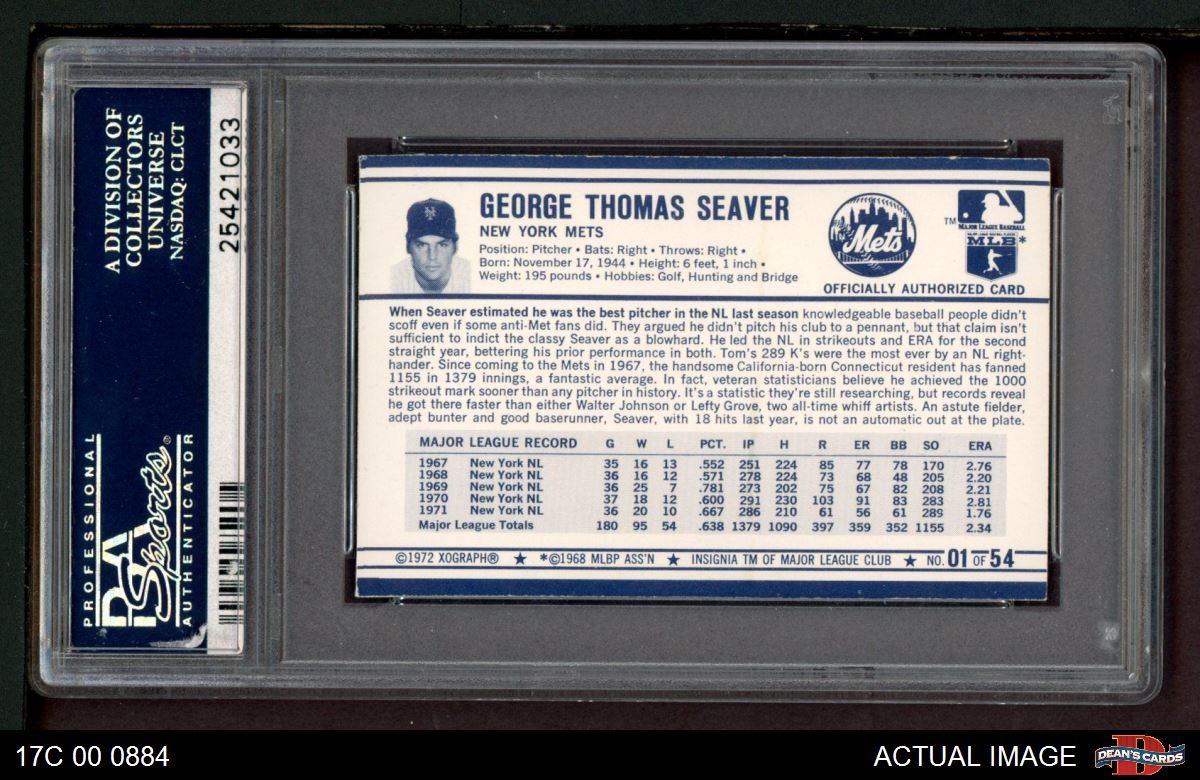 A DIVISION OF
COLLECTORS
UNIVERSE
NASDAQ: CLCT
25421033
PROFESSIONAL
PSA
Sports®
AUTHENTICATOR
GEORGE THOMAS SEAVER
NEW YORK METS
Position: Pitcher • Bats: Right • Throws: Right •
Born: November 17, 1944 • Height: 6 feet, 1 inch •
Weight: 195 pounds • Hobbies: Golf, Hunting and Bridge
Mets
TM
MAJOR LEAGUE BASEBALL
MLB*
OFFICIALLY AUTHORIZED CARD
When Seaver estimated he was the best pitcher in the NL last season knowledgeable baseball people didn't
scoff even if some anti-Met fans did. They argued he didn't pitch his club to a pennant, but that claim isn't
sufficient to indict the classy Seaver as a blowhard. He led the NL in strikeouts and ERA for the second
straight year, bettering his prior performance in both. Tom's 289 K's were the most ever by an NL right-
hander. Since coming to the Mets in 1967, the handsome California-born Connecticut resident has fanned
1155 in 1379 innings, a fantastic average. In fact, veteran statisticians believe he achieved the 1000
strikeout mark sooner than any pitcher in history. It's a statistic they're still researching, but records reveal
he got there faster than either Walter Johnson or Lefty Grove, two all-time whiff artists. An astute fielder,
adept bunter and good baserunner, Seaver, with 18 hits last year, is not an automatic out at the plate.
MAJOR LEAGUE RECORD G W L PCT. IP H R ER BB SO ERA
1967 New York NL 35 16 13 .552 251 224 85 77 78 170 2.76
1968 New York NL 36 16 12 .571 278 224 73 68 48 205 2.20
1969 New York NL 36 25 7 .781 273 202 75 67 82 208 2.21
1970 New York NL 37 18 12 .600 291 230 103 91 83 283 2.81
1971 New York NL 36 20 10 .667 286 210 61 56 61 289 1.76
Major League Totals 180 95 54 .638 1379 1090 397 359 352 1155 2.34
©1972 XOGRAPH® ★ *©1968 MLBP ASS'N ★ INSIGNIA TM OF MAJOR LEAGUE CLUB ★ NO. 01 OF 54
17C 00 0884
ACTUAL IMAGE
DEAN'S CARDS